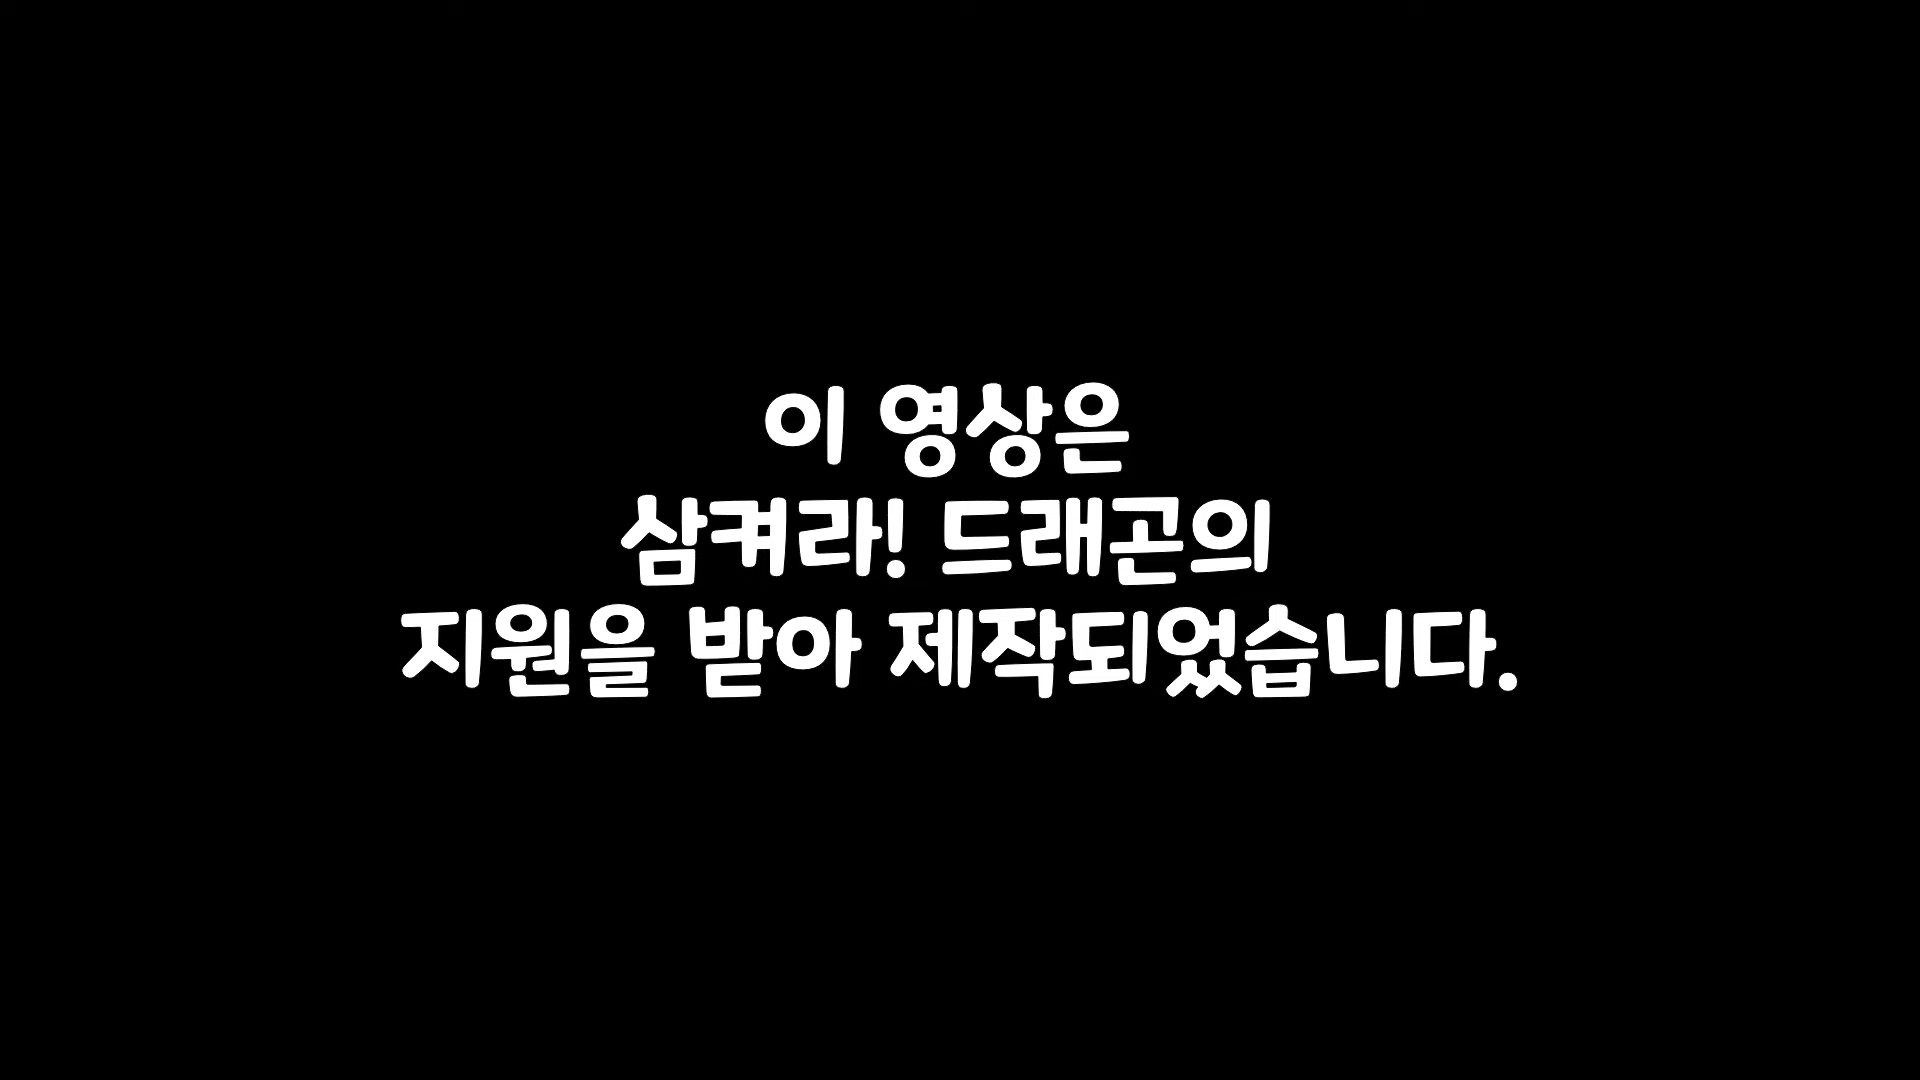 이 영상은
삼켜라! 드래곤의
지원을 받아 제작되었습니다.